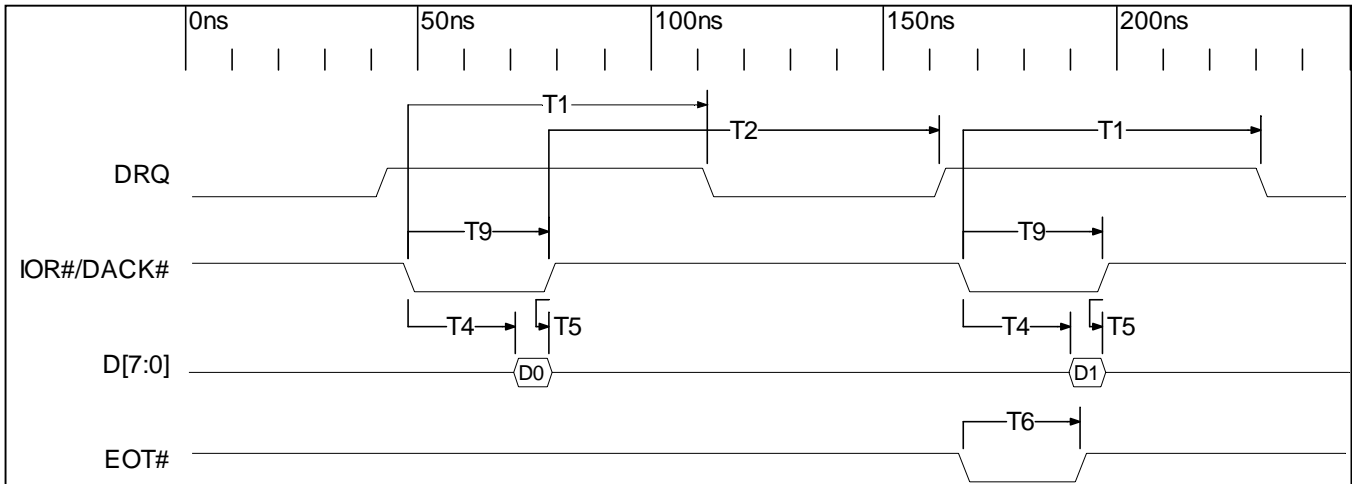 0ns 50ns 100ns 150ns 200ns
T1
T2 T1
DRQ
T9 T9
IOR#/DACK#
T4 T5 T4 T5
D[7:0] D0 D1
T6
EOT#